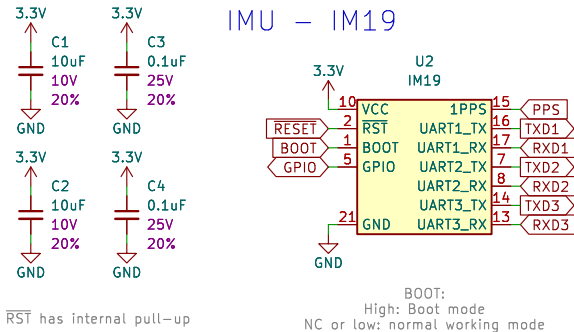 IMU - IM19
3.3V
C1
10uF
10V
20%
GND
3.3V
C3
0.1uF
25V
20%
GND
3.3V
C2
10uF
10V
20%
GND
3.3V
C4
0.1uF
25V
20%
GND
U2
IM19
3.3V
10 VCC
1PPS 15 PPS
RESET 2 RST
UART1_TX 16 TXD1
BOOT 1 BOOT
UART1_RX 17 RXD1
GPIO 5 GPIO
UART2_TX 7 TXD2
UART2_RX 8 RXD2
UART3_TX 14 TXD3
21 GND
UART3_RX 13 RXD3
GND
RST has internal pull-up
BOOT:
High: Boot mode
NC or low: normal working mode